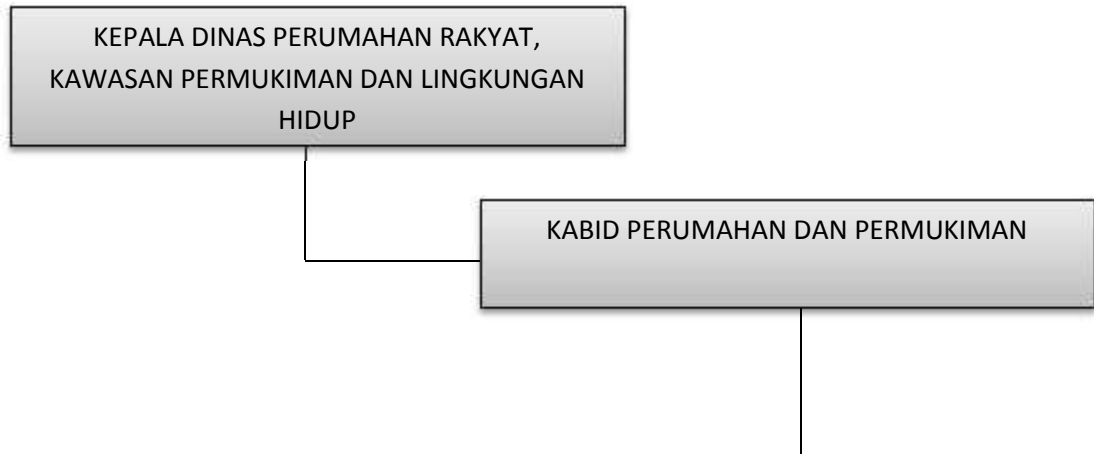 KEPALA DINAS PERUMAHAN RAKYAT,
KAWASAN PERMUKIMAN DAN LINGKUNGAN
HIDUP
KABID PERUMAHAN DAN PERMUKIMAN